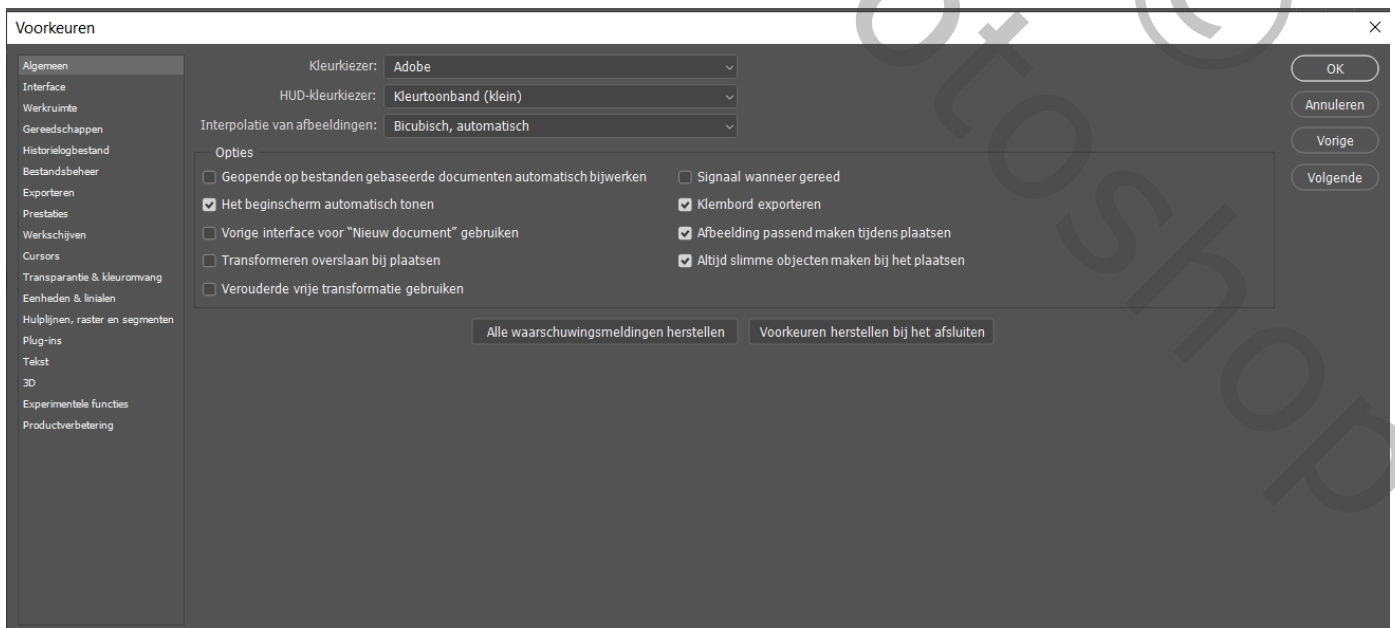 Voorkeuren
Algemeen
Interface
Werkruimte
Gereedschappen
Historielogbestand
Bestandsbeheer
Exporteren
Prestaties
Werkschijven
Cursors
Transparantie & kleuromvang
Eenheden & linialen
Hulplijnen, raster en segmenten
Plug-ins
Tekst
3D
Experimentele functies
Productverbetering
Kleurkiezer: Adobe
HUD-kleurkiezer: Kleurtoonband (klein)
Interpolatie van afbeeldingen: Bicubisch, automatisch
Opties
Geopende op bestanden gebaseerde documenten automatisch bijwerken
Het beginscherm automatisch tonen
Vorige interface voor "Nieuw document" gebruiken
Transformeren overslaan bij plaatsen
Verouderde vrije transformatie gebruiken
Signaal wanneer gereed
Klembord exporteren
Afbeelding passend maken tijdens plaatsen
Altijd slimme objecten maken bij het plaatsen
Alle waarschuwingsmeldingen herstellen
Voorkeuren herstellen bij het afsluiten
OK
Annuleren
Vorige
Volgende
otoshop
©